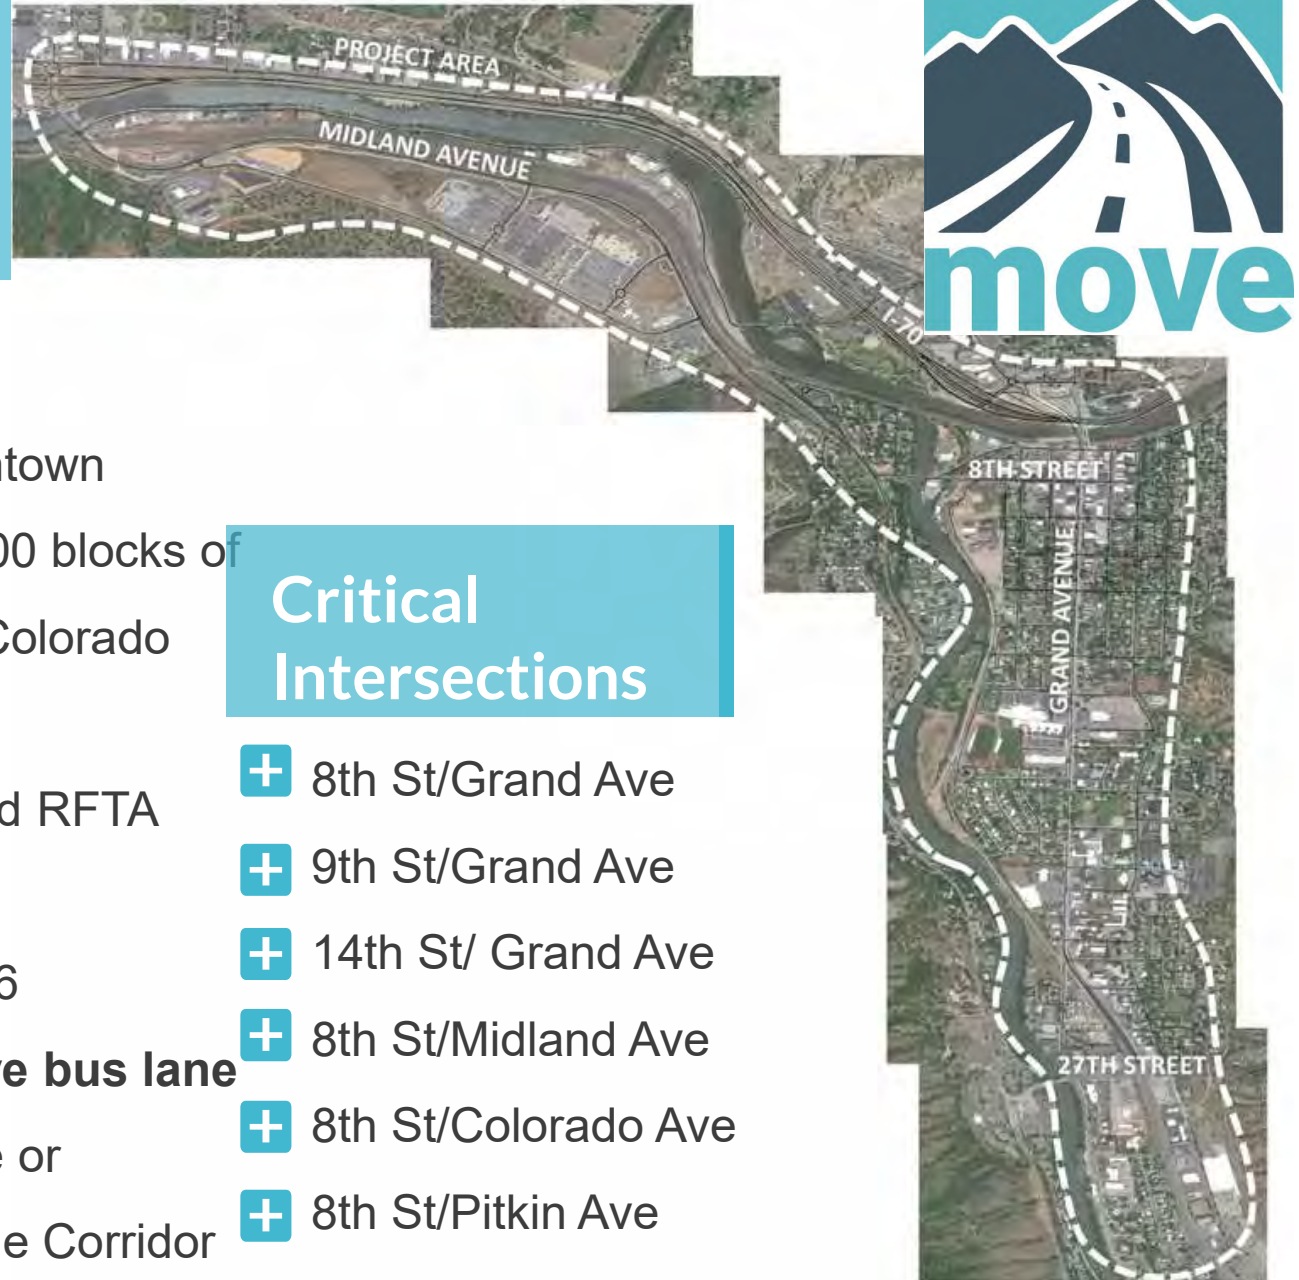 PROJECT AREA
MIDLAND AVENUE
I-70
move
8TH STREET
GRAND AVENUE
27TH STREET
ntown
00 blocks of
Colorado
d RFTA
6
e bus lane
e or
e Corridor
Critical
Intersections
8th St/Grand Ave
9th St/Grand Ave
14th St/ Grand Ave
8th St/Midland Ave
8th St/Colorado Ave
8th St/Pitkin Ave